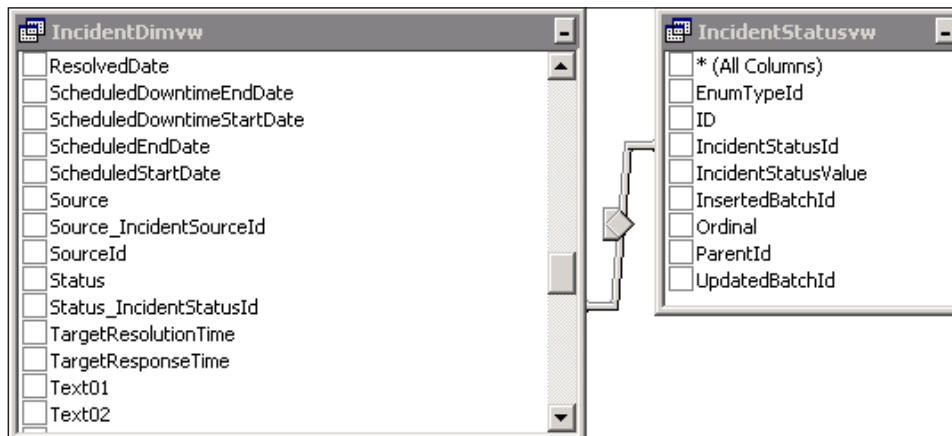 IncidentDimvw
ResolvedDate
ScheduledDowntimeEndDate
ScheduledDowntimeStartDate
ScheduledEndDate
ScheduledStartDate
Source
Source_IncidentSourceId
SourceId
Status
Status_IncidentStatusId
TargetResolutionTime
TargetResponseTime
Text01
Text02
IncidentStatusvw
* (All Columns)
EnumTypeId
ID
IncidentStatusId
IncidentStatusValue
InsertedBatchId
Ordinal
ParentId
UpdatedBatchId